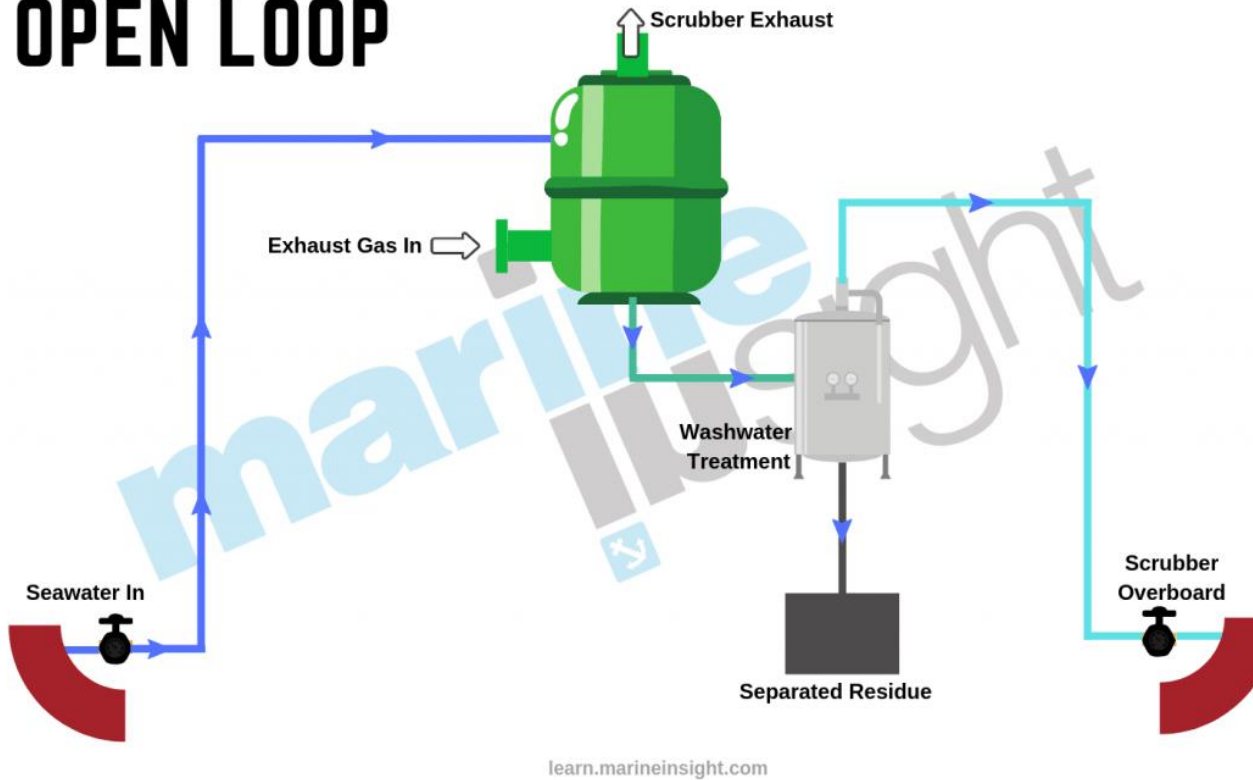 OPEN LOOP
Scrubber Exhaust
Exhaust Gas In
Washwater
Treatment
Seawater In
Scrubber
Overboard
Separated Residue
marine
insight
learn.marineinsight.com